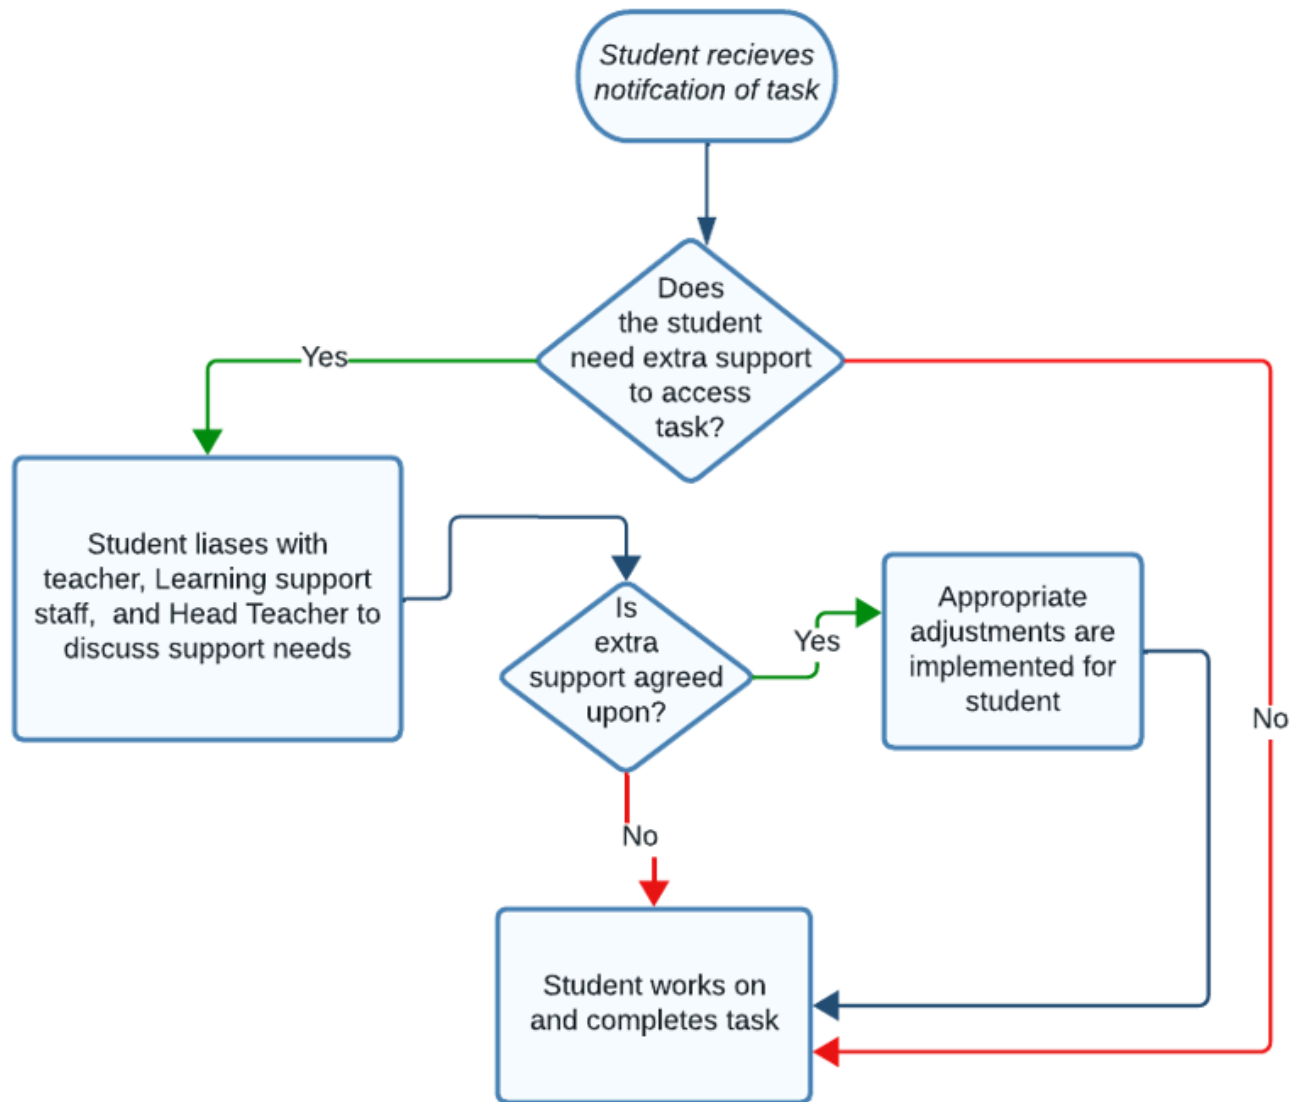 Student recieves
notifcation of task
Does
the student
need extra support
to access
task?
Yes
Student liases with
teacher, Learning support
staff,  and Head Teacher to
discuss support needs
Is
extra
support agreed
upon?
Yes
Appropriate
adjustments are
implemented for
student
No
No
Student works on
and completes task